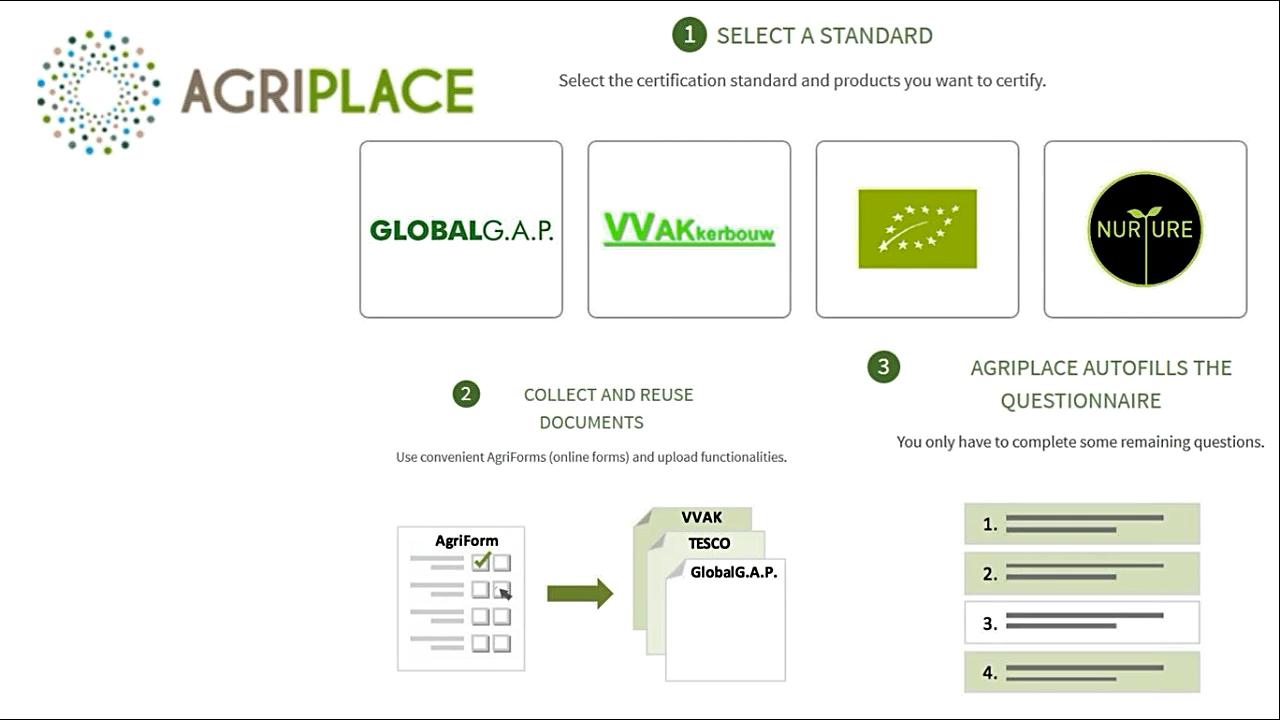 AGRIPLACE
1 SELECT A STANDARD
Select the certification standard and products you want to certify.
GLOBALG.A.P.
VVAKkerbouw
NURTURE
2 COLLECT AND REUSE
DOCUMENTS
Use convenient AgriForms (online forms) and upload functionalities.
AgriForm
VVAK
TESCO
GlobalG.A.P.
3 AGRIPLACE AUTOFILLS THE
QUESTIONNAIRE
You only have to complete some remaining questions.
1.
2.
3.
4.